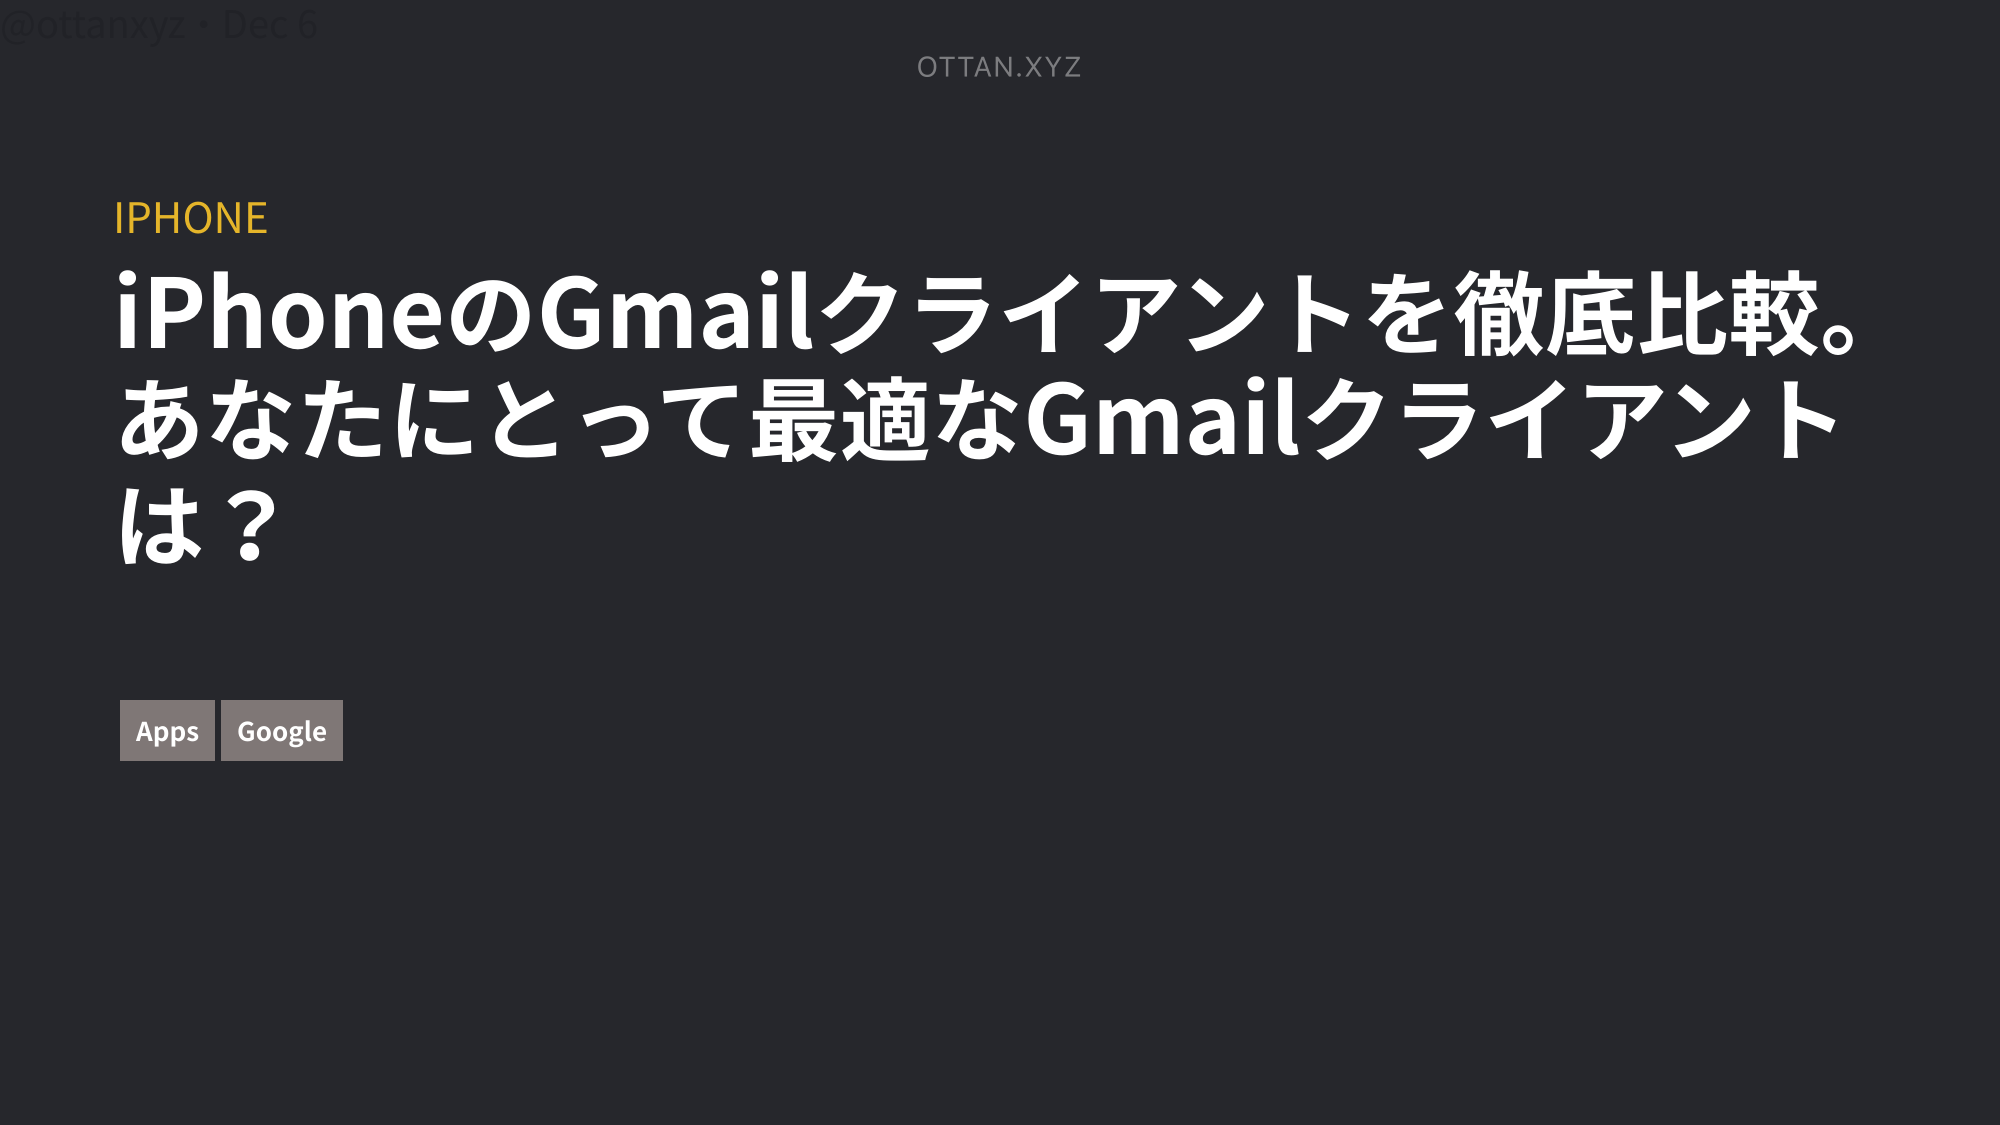 @ottanxyz・Dec 6
OTTAN.XYZ
IPHONE
iPhoneのGmailクライアントを徹底比較。
あなたにとって最適なGmailクライアント
は？
Apps Google